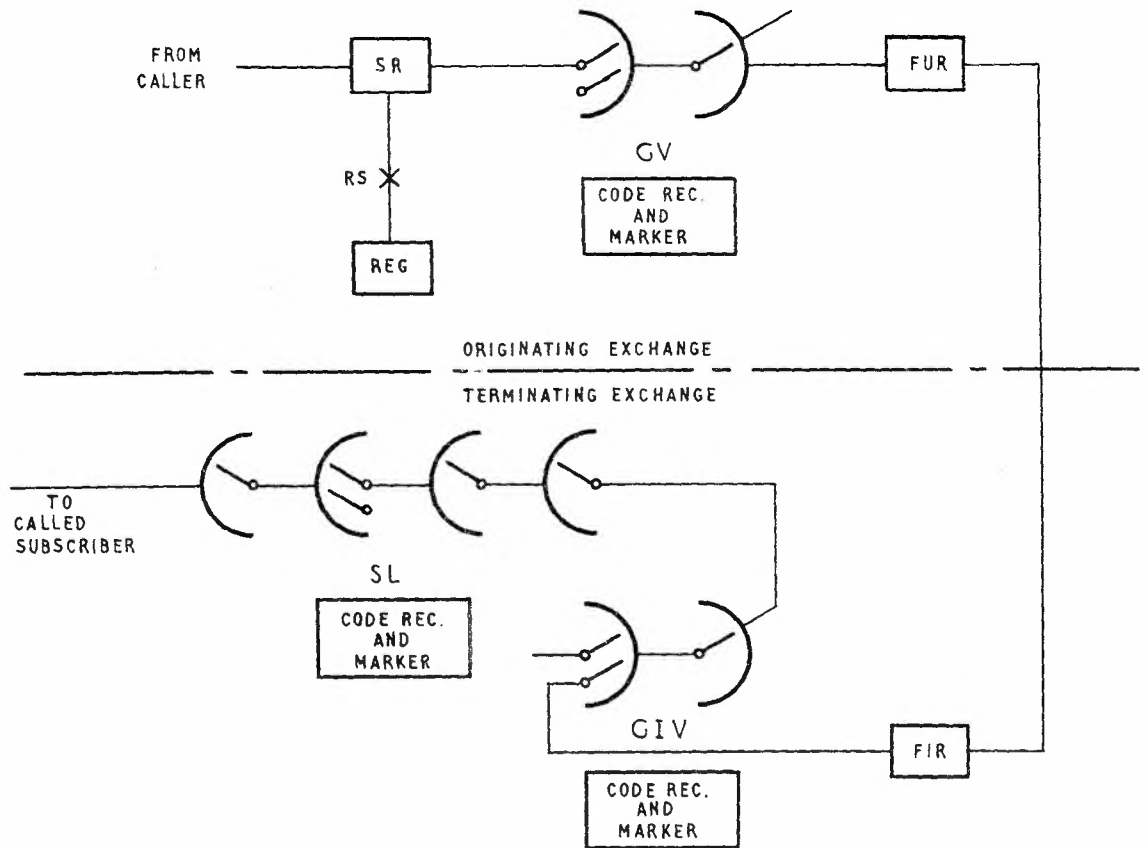 FROM
CALLER
SR
FUR
GV
RS
CODE REC.
AND
MARKER
REG
ORIGINATING EXCHANGE
TERMINATING EXCHANGE
TO
CALLED
SUBSCRIBER
SL
CODE REC.
AND
MARKER
GIV
FIR
CODE REC.
AND
MARKER